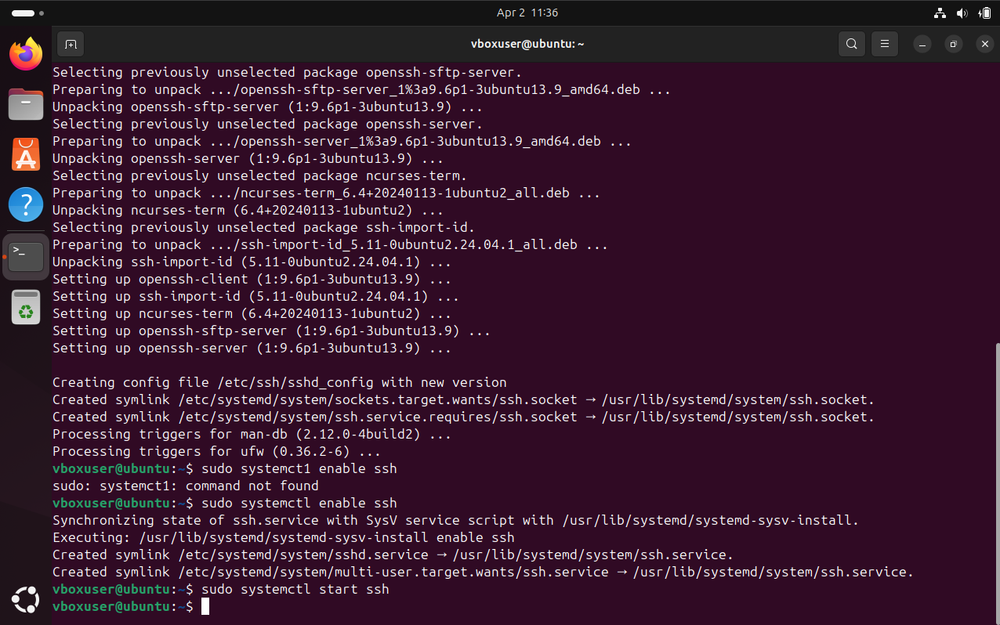 Apr 2 11:36
vboxuser@ubuntu: ~
Selecting previously unselected package openssh-sftp-server.
Preparing to unpack .../openssh-sftp-server_1%3a9.6p1-3ubuntu13.9_amd64.deb ...
Unpacking openssh-sftp-server (1:9.6p1-3ubuntu13.9) ...
Selecting previously unselected package openssh-server.
Preparing to unpack .../openssh-server_1%3a9.6p1-3ubuntu13.9_amd64.deb ...
Unpacking openssh-server (1:9.6p1-3ubuntu13.9) ...
Selecting previously unselected package ncurses-term.
Preparing to unpack .../ncurses-term_6.4+20240113-1ubuntu2_all.deb ...
Unpacking ncurses-term (6.4+20240113-1ubuntu2) ...
Selecting previously unselected package ssh-import-id.
Preparing to unpack .../ssh-import-id_5.11-0ubuntu2.24.04.1_all.deb ...
Unpacking ssh-import-id (5.11-0ubuntu2.24.04.1) ...
Setting up openssh-client (1:9.6p1-3ubuntu13.9) ...
Setting up ssh-import-id (5.11-0ubuntu2.24.04.1) ...
Setting up ncurses-term (6.4+20240113-1ubuntu2) ...
Setting up openssh-sftp-server (1:9.6p1-3ubuntu13.9) ...
Setting up openssh-server (1:9.6p1-3ubuntu13.9) ...
Creating config file /etc/ssh/sshd_config with new version
Created symlink /etc/systemd/system/sockets.target.wants/ssh.socket → /usr/lib/systemd/system/ssh.socket.
Created symlink /etc/systemd/system/ssh.service.requires/ssh.socket → /usr/lib/systemd/system/ssh.socket.
Processing triggers for man-db (2.12.0-4build2) ...
Processing triggers for ufw (0.36.2-6) ...
vboxuser@ubuntu:~$ sudo systemct1 enable ssh
sudo: systemct1: command not found
vboxuser@ubuntu:~$ sudo systemctl enable ssh
Synchronizing state of ssh.service with SysV service script with /usr/lib/systemd/systemd-sysv-install.
Executing: /usr/lib/systemd/systemd-sysv-install enable ssh
Created symlink /etc/systemd/system/sshd.service → /usr/lib/systemd/system/ssh.service.
Created symlink /etc/systemd/system/multi-user.target.wants/ssh.service → /usr/lib/systemd/system/ssh.service.
vboxuser@ubuntu:~$ sudo systemctl start ssh
vboxuser@ubuntu:~$